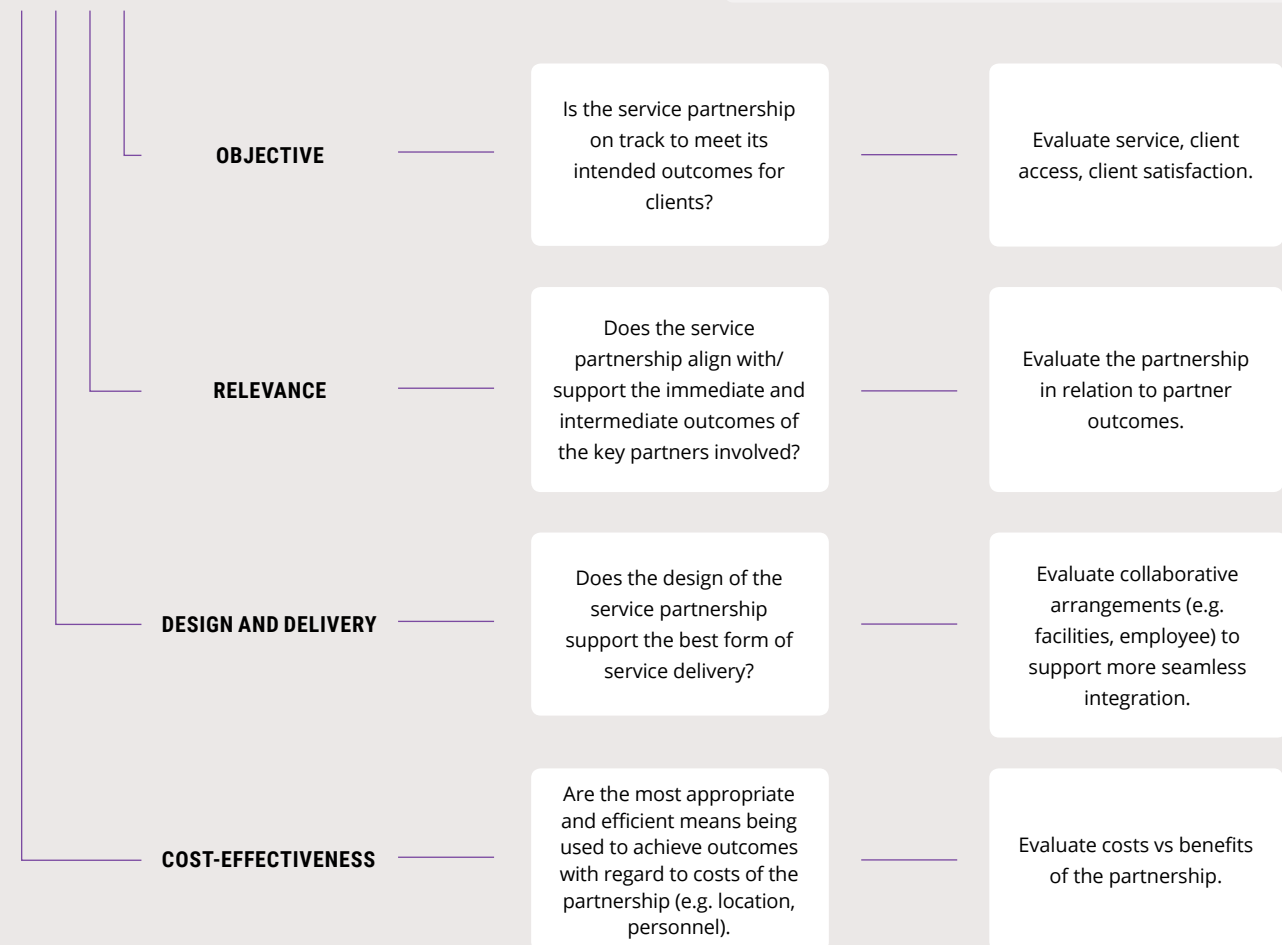 OBJECTIVE
Is the service partnership
on track to meet its
intended outcomes for
clients?
Evaluate service, client
access, client satisfaction.
RELEVANCE
Does the service
partnership align with/
support the immediate and
intermediate outcomes of
the key partners involved?
Evaluate the partnership
in relation to partner
outcomes.
DESIGN AND DELIVERY
Does the design of the
service partnership
support the best form of
service delivery?
Evaluate collaborative
arrangements (e.g.
facilities, employee) to
support more seamless
integration.
COST-EFFECTIVENESS
Are the most appropriate
and efficient means being
used to achieve outcomes
with regard to costs of the
partnership (e.g. location,
personnel).
Evaluate costs vs benefits
of the partnership.